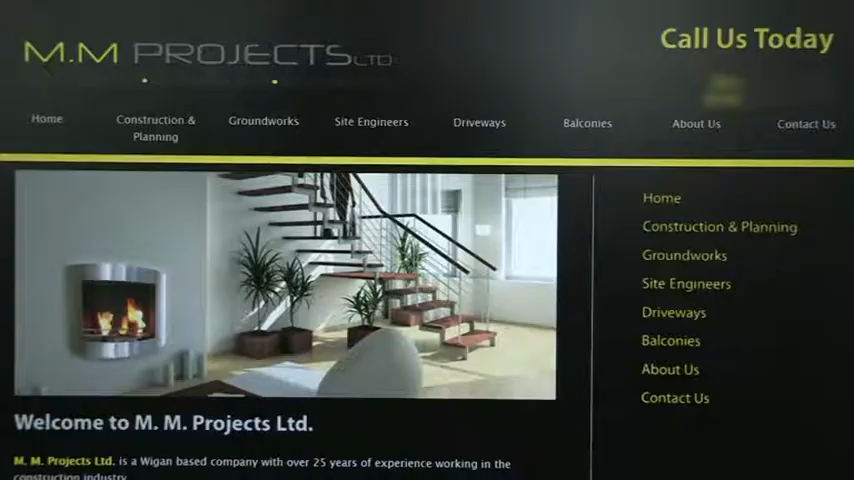 M.M PROJECTS LTD.
Call Us Today
Home
Construction & Planning
Groundworks
Site Engineers
Driveways
Balconies
About Us
Contact Us
Home
Construction & Planning
Groundworks
Site Engineers
Driveways
Balconies
About Us
Contact Us
Welcome to M. M. Projects Ltd.
M. M. Projects Ltd. is a Wigan based company with over 25 years of experience working in the
construction industry